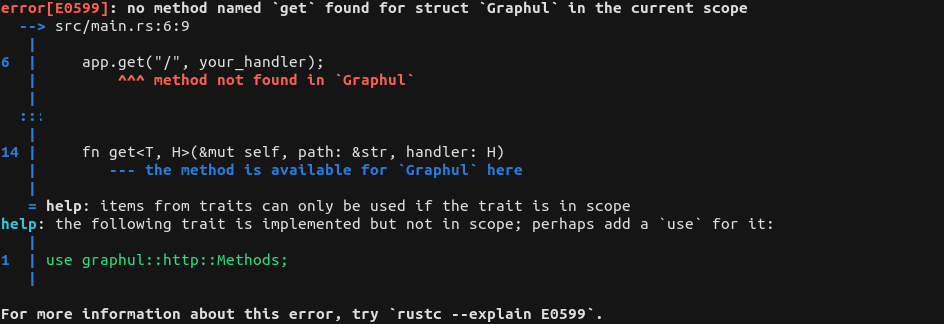 error[E0599]: no method named `get` found for struct `Graphul` in the current scope
  --> src/main.rs:6:9
   |
6  |     app.get("/", your_handler);
   |         ^^^ method not found in `Graphul`
   |
  :::
   |
14 |     fn get<T, H>(&mut self, path: &str, handler: H)
   |        --- the method is available for `Graphul` here
   |
   = help: items from traits can only be used if the trait is in scope
help: the following trait is implemented but not in scope; perhaps add a `use` for it:
   |
1  | use graphul::http::Methods;
   |

For more information about this error, try `rustc --explain E0599`.